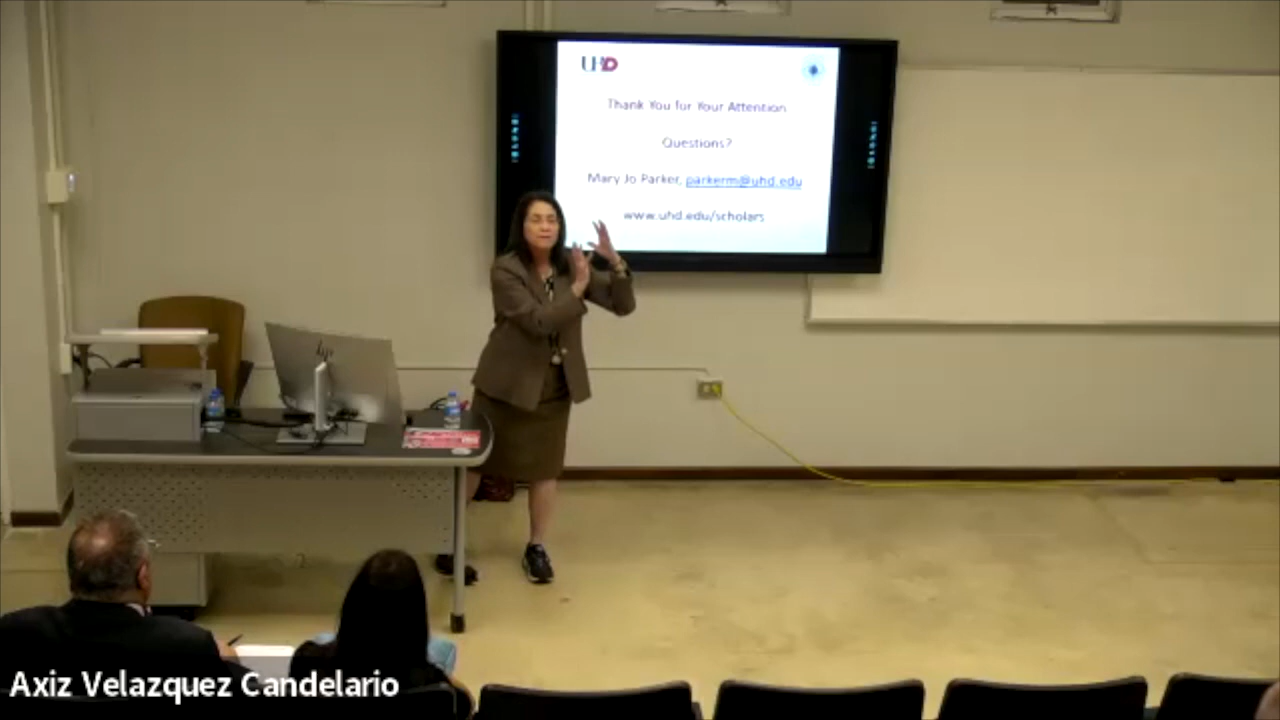 UHD
Thank You for Your Attention
Questions?
Mary Jo Parker, parkerm@uhd.edu
www.uhd.edu/scholars
hp
Axiz Velazquez Candelario